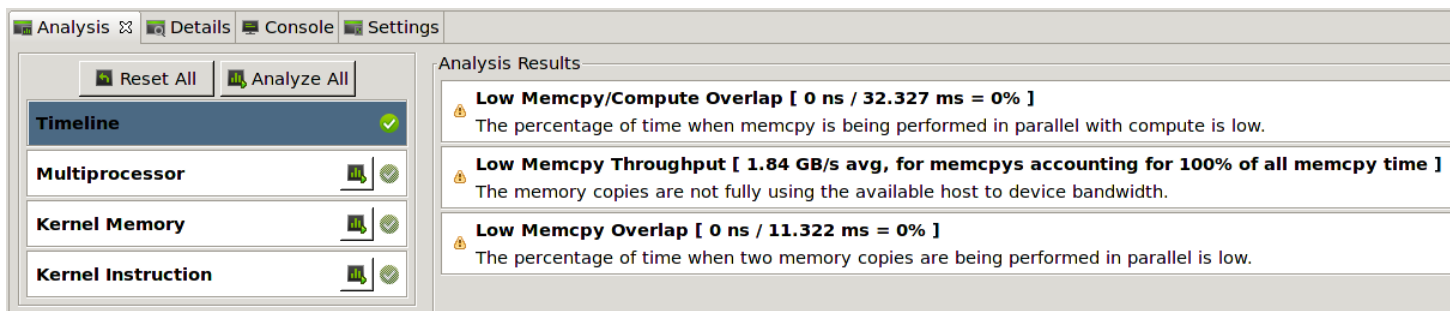 Analysis Details Console Settings
Reset All Analyze All
Timeline
Multiprocessor
Kernel Memory
Kernel Instruction
Analysis Results
Low Memcpy/Compute Overlap [ 0 ns / 32.327 ms = 0% ]
The percentage of time when memcpy is being performed in parallel with compute is low.
Low Memcpy Throughput [ 1.84 GB/s avg, for memcpys accounting for 100% of all memcpy time ]
The memory copies are not fully using the available host to device bandwidth.
Low Memcpy Overlap [ 0 ns / 11.322 ms = 0% ]
The percentage of time when two memory copies are being performed in parallel is low.